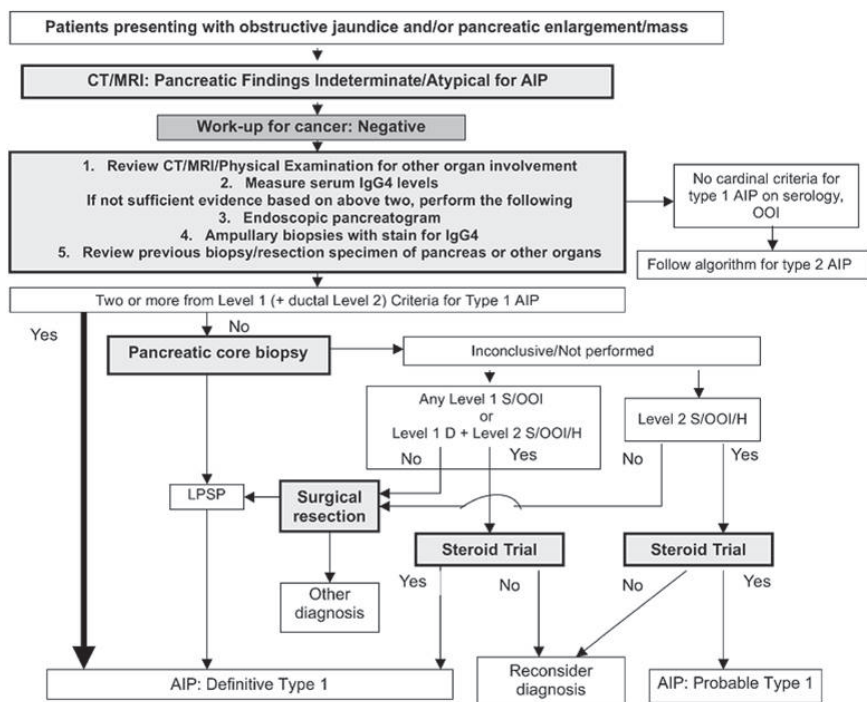 Patients presenting with obstructive jaundice and/or pancreatic enlargement/mass
CT/MRI: Pancreatic Findings Indeterminate/Atypical for AIP
Work-up for cancer: Negative
1. Review CT/MRI/Physical Examination for other organ involvement
2. Measure serum IgG4 levels
If not sufficient evidence based on above two, perform the following
3. Endoscopic pancreatogram
4. Ampullary biopsies with stain for IgG4
5. Review previous biopsy/resection specimen of pancreas or other organs
No cardinal criteria for
type 1 AIP on serology,
OOI
Follow algorithm for type 2 AIP
Two or more from Level 1 (+ ductal Level 2) Criteria for Type 1 AIP
Yes
No
Pancreatic core biopsy
Inconclusive/Not performed
Any Level 1 S/OOI
or
Level 1 D + Level 2 S/OOI/H
Level 2 S/OOI/H
No
Yes
No
Yes
LPSP
Surgical
resection
Steroid Trial
Steroid Trial
Yes
No
No
Yes
Other
diagnosis
AIP: Definitive Type 1
Reconsider
diagnosis
AIP: Probable Type 1